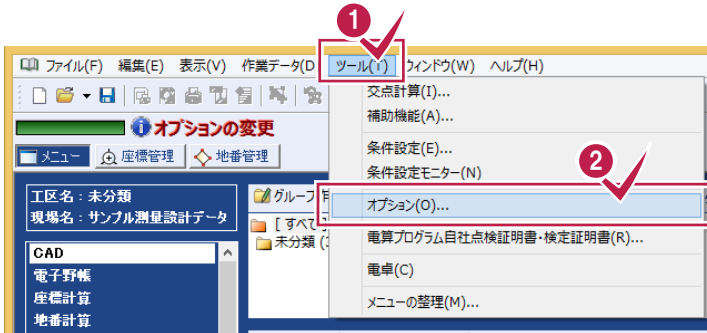 1
ファイル(F) 編集(E) 表示(V) 作業データ(D ツール(T) ウィンドウ(W) ヘルプ(H)
オプションの変更
メニュー 座標管理 地番管理
工区名：未分類
現場名：サンプル測量設計データ
CAD
電子野帳
座標計算
地番計算
グループ
[ すべて
未分類 (
交点計算(I)...
補助機能(A)...
条件設定(E)...
条件設定モニター(N)
2
オプション(O)...
電算プログラム自社点検証明書・検定証明書(R)...
電卓(C)
メニューの整理(M)...